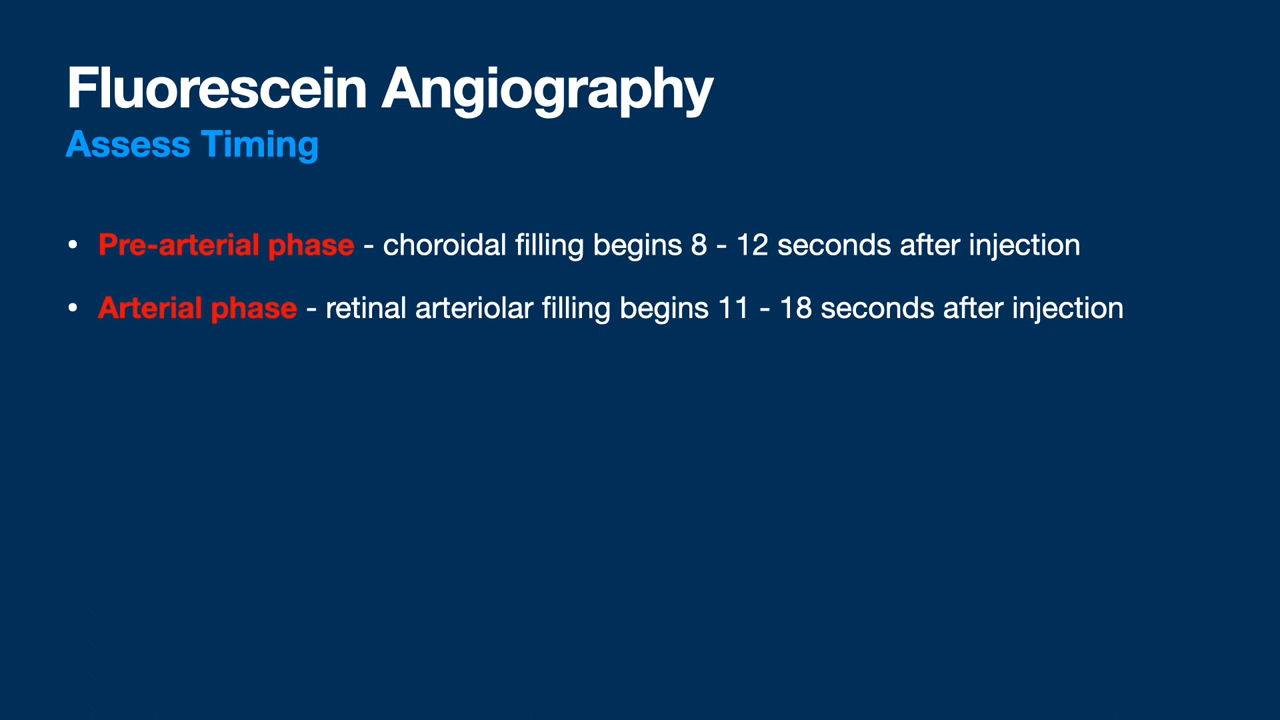 Fluorescein Angiography
Assess Timing
• Pre-arterial phase - choroidal filling begins 8 - 12 seconds after injection
• Arterial phase - retinal arteriolar filling begins 11 - 18 seconds after injection